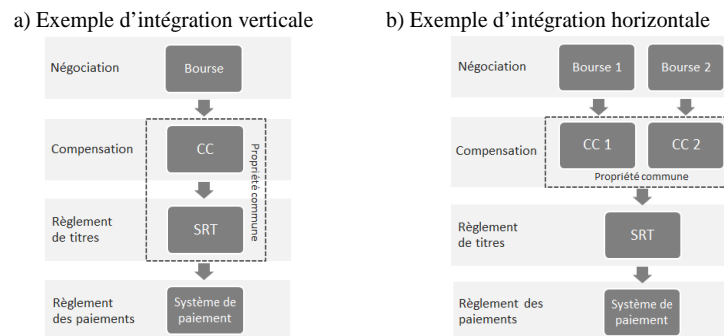 a) Exemple d'intégration verticale
Négociation
Bourse
Compensation
CC
Propriété commune
Règlement
de titres
SRT
Règlement
des paiements
Système de
paiement
b) Exemple d'intégration horizontale
Négociation
Bourse 1
Bourse 2
Compensation
CC 1
CC 2
Propriété commune
Règlement
de titres
SRT
Règlement des
paiements
Système de
paiement